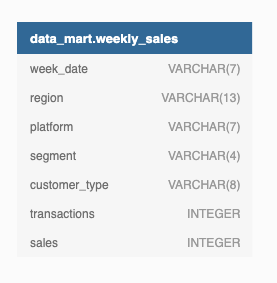 data_mart.weekly_sales
week_date VARCHAR(7)
region VARCHAR(13)
platform VARCHAR(7)
segment VARCHAR(4)
customer_type VARCHAR(8)
transactions INTEGER
sales INTEGER